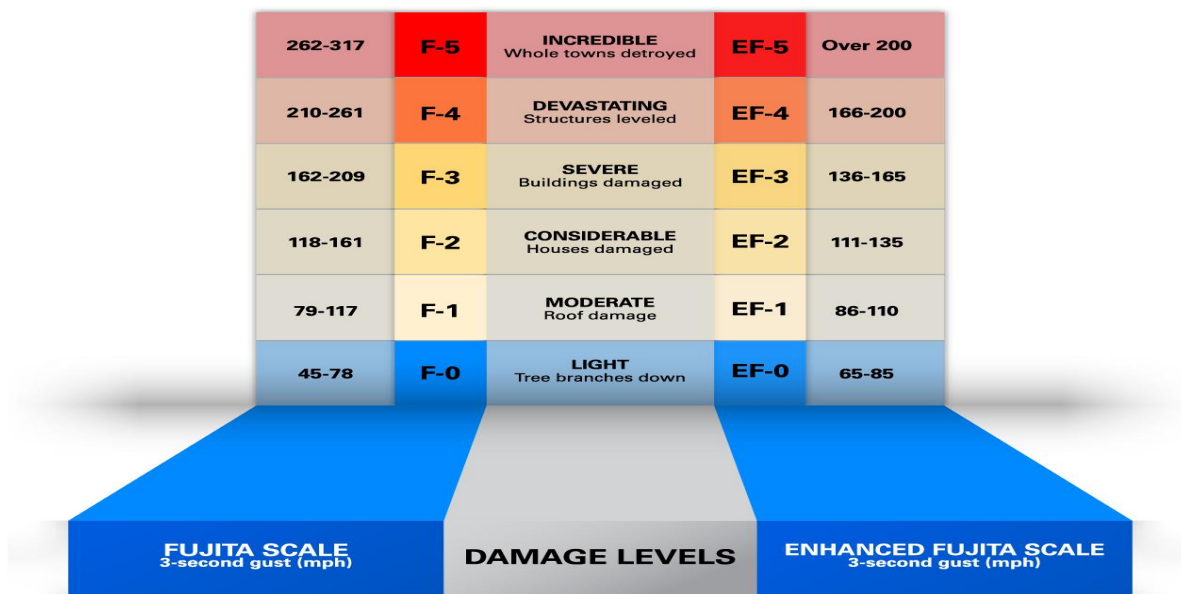 262-317 F-5 INCREDIBLE EF-5 Over 200
Whole towns detroyed
210-261 F-4 DEVASTATING EF-4 166-200
Structures leveled
162-209 F-3 SEVERE EF-3 136-165
Buildings damaged
118-161 F-2 CONSIDERABLE EF-2 111-135
Houses damaged
79-117 F-1 MODERATE EF-1 86-110
Roof damage
45-78 F-0 LIGHT EF-0 65-85
Tree branches down
FUJITA SCALE
3-second gust (mph)
DAMAGE LEVELS
ENHANCED FUJITA SCALE
3-second gust (mph)